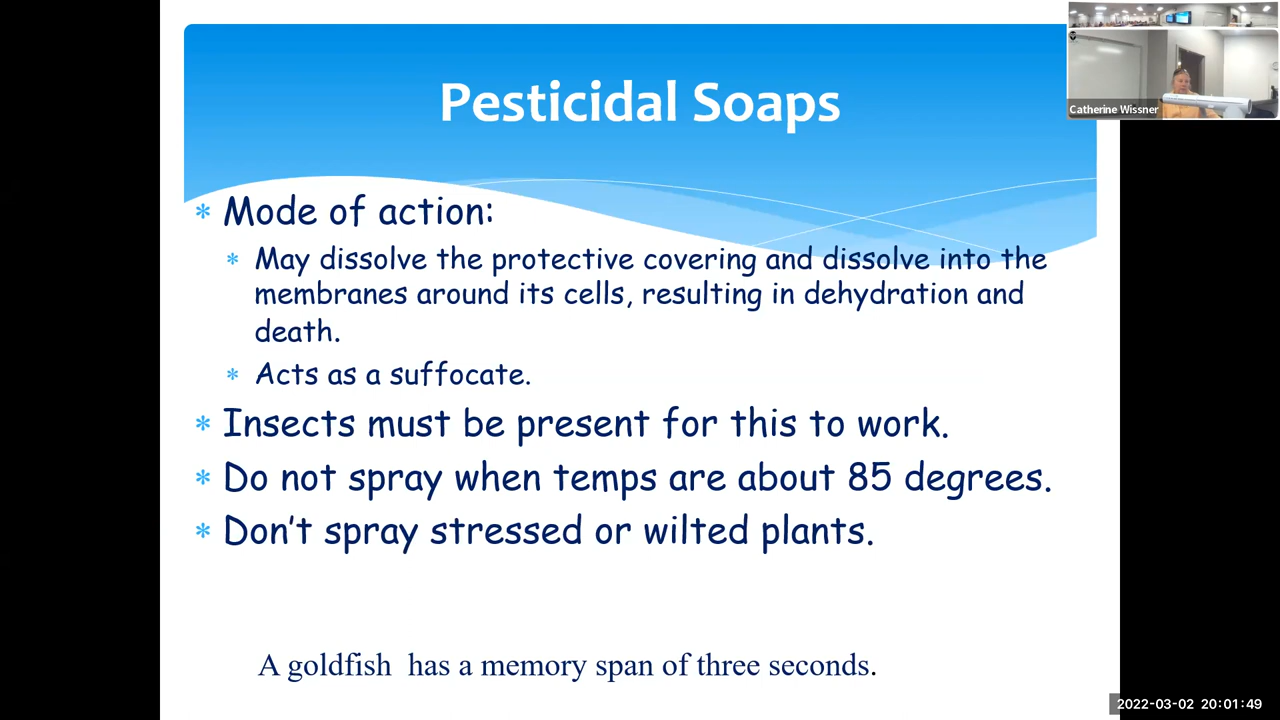 Pesticidal Soaps
Catherine Wissner
* Mode of action:
* May dissolve the protective covering and dissolve into the
membranes around its cells, resulting in dehydration and
death.
* Acts as a suffocate.
* Insects must be present for this to work.
* Do not spray when temps are about 85 degrees.
* Don't spray stressed or wilted plants.
A goldfish has a memory span of three seconds.
2022-03-02 20:01:49